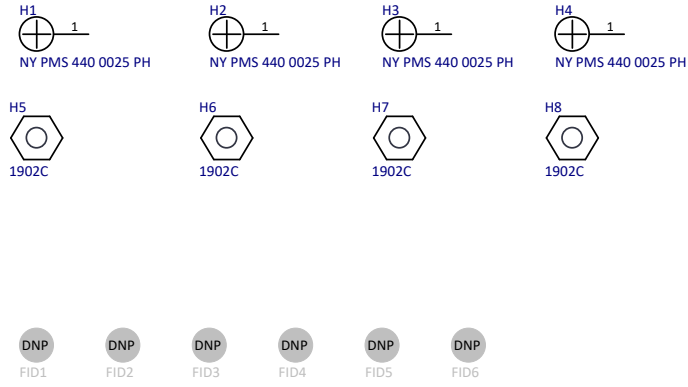 H1 H2 H3 H4
1 1 1 1
NY PMS 440 0025 PH NY PMS 440 0025 PH NY PMS 440 0025 PH NY PMS 440 0025 PH
H5 H6 H7 H8
1902C 1902C 1902C 1902C
DNP DNP DNP DNP DNP DNP
FID1 FID2 FID3 FID4 FID5 FID6